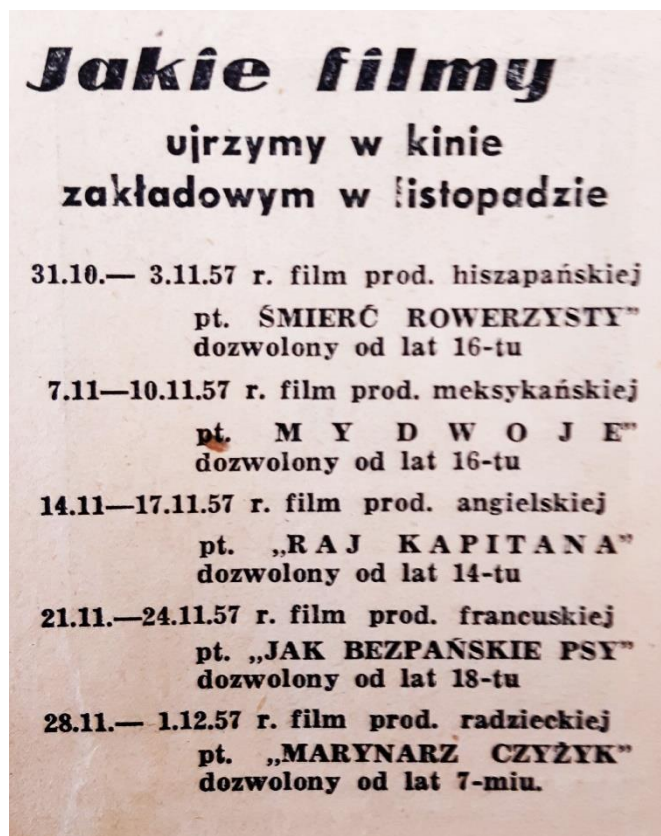 Jakie filmy
ujrzymy w kinie
zakładowym w listopadzie
31.10.— 3.11.57 r. film prod. hiszapańskiej
pt. ŚMIERĆ ROWERZYSTY”
dozwolony od lat 16-tu
7.11—10.11.57 r. film prod. meksykańskiej
pt. M Y D W O J E”
dozwolony od lat 16-tu
14.11—17.11.57 r. film prod. angielskiej
pt. „R A J K A P I T A N A”
dozwolony od lat 14-tu
21.11.—24.11.57 r. film prod. francuskiej
pt. „JAK BEZPAŃSKIE PSY”
dozwolony od lat 18-tu
28.11.— 1.12.57 r. film prod. radzieckiej
pt. „MARYNARZ CZYŻYK”
dozwolony od lat 7-miu.